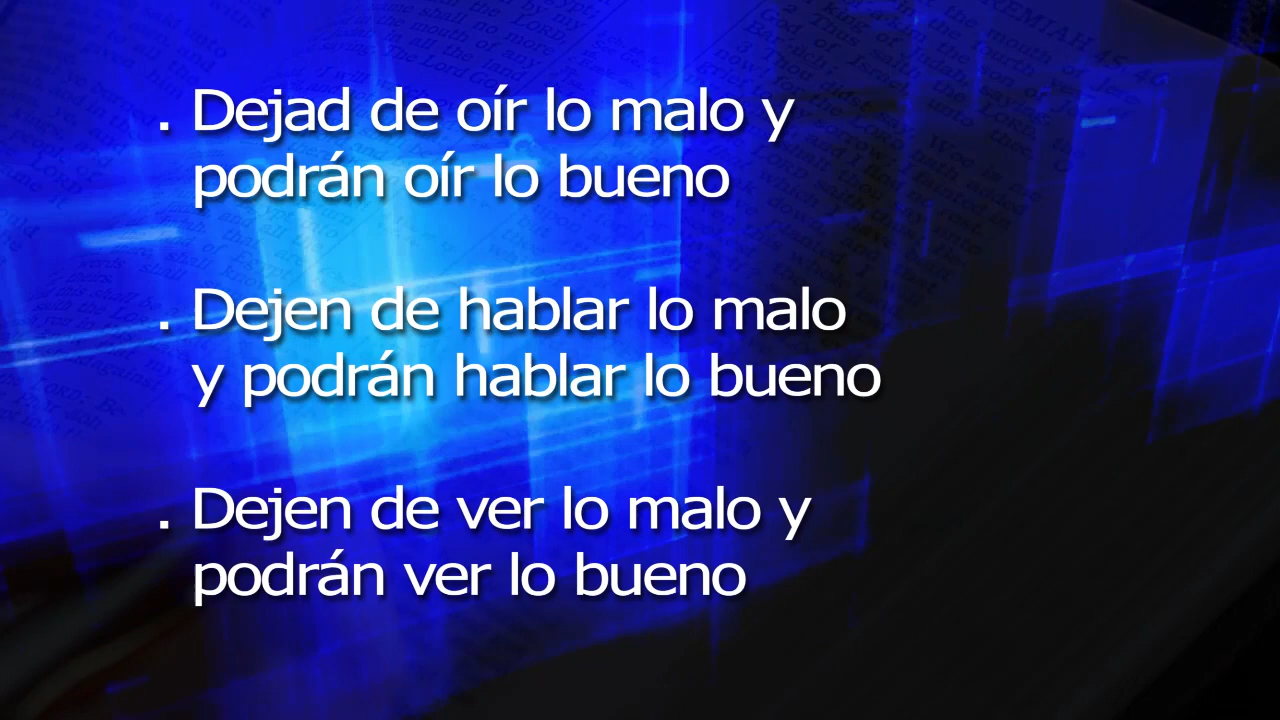 . Dejad de oír lo malo y
podrán oír lo bueno
. Dejen de hablar lo malo
y podrán hablar lo bueno
. Dejen de ver lo malo y
podrán ver lo bueno